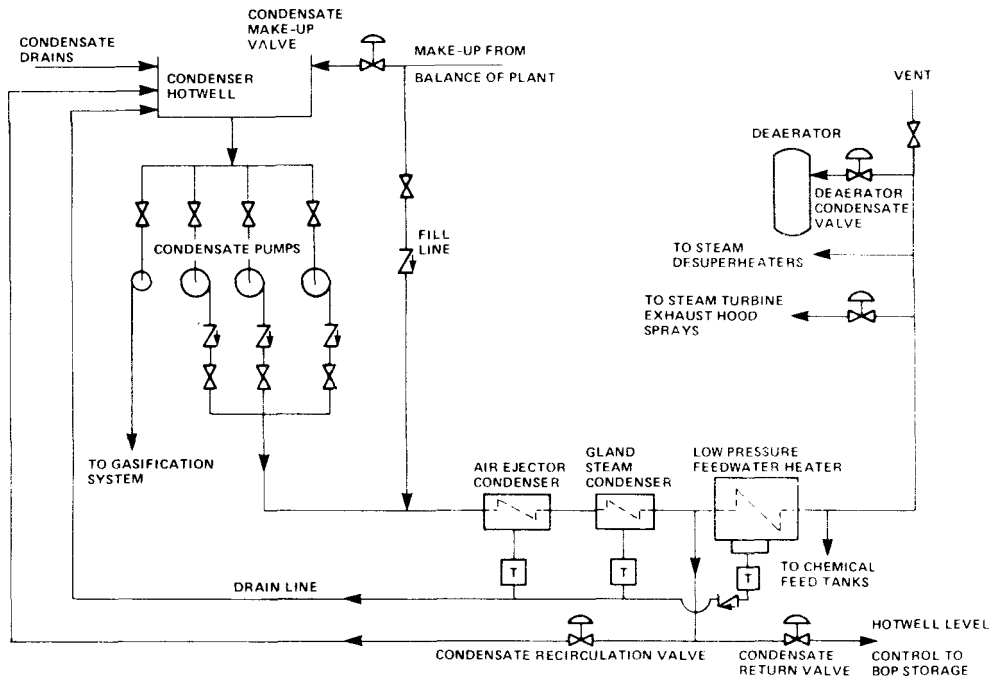 CONDENSATE
DRAINS
CONDENSATE
MAKE-UP
VALVE
MAKE-UP FROM
BALANCE OF PLANT
CONDENSER
HOTWELL
VENT
DEAERATOR
DEAERATOR
CONDENSATE
VALVE
CONDENSATE PUMPS
FILL
LINE
TO STEAM
DESUPERHEATERS
TO STEAM TURBINE
EXHAUST HOOD
SPRAYS
TO GASIFICATION
SYSTEM
AIR EJECTOR
CONDENSER
GLAND
STEAM
CONDENSER
LOW PRESSURE
FEEDWATER HEATER
T
T
T
TO CHEMICAL
FEED TANKS
DRAIN LINE
CONDENSATE RECIRCULATION VALVE
CONDENSATE
RETURN VALVE
HOTWELL LEVEL
CONTROL TO
BOP STORAGE